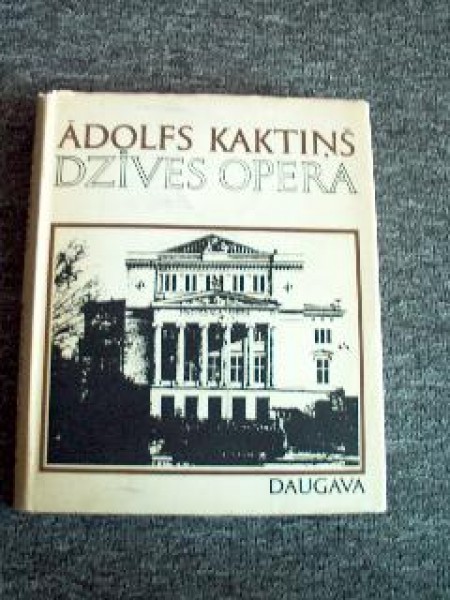 ĀDOLFS KAKTIŅŠ
DZĪVES OPERA
DAUGAVA